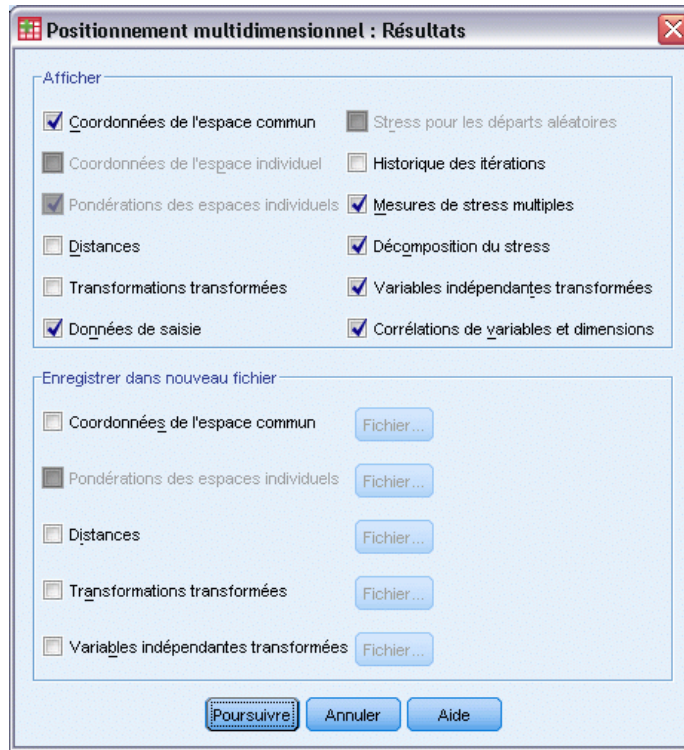 Positionnement multidimensionnel : Résultats
Afficher
Coordonnées de l'espace commun
Stress pour les départs aléatoires
Coordonnées de l'espace individuel
Historique des itérations
Pondérations des espaces individuels
Mesures de stress multiples
Distances
Décomposition du stress
Transformations transformées
Variables indépendantes transformées
Données de saisie
Corrélations de variables et dimensions
Enregistrer dans nouveau fichier
Coordonnées de l'espace commun
Fichier...
Pondérations des espaces individuels
Fichier...
Distances
Fichier...
Transformations transformées
Fichier...
Variables indépendantes transformées
Fichier...
Poursuivre
Annuler
Aide